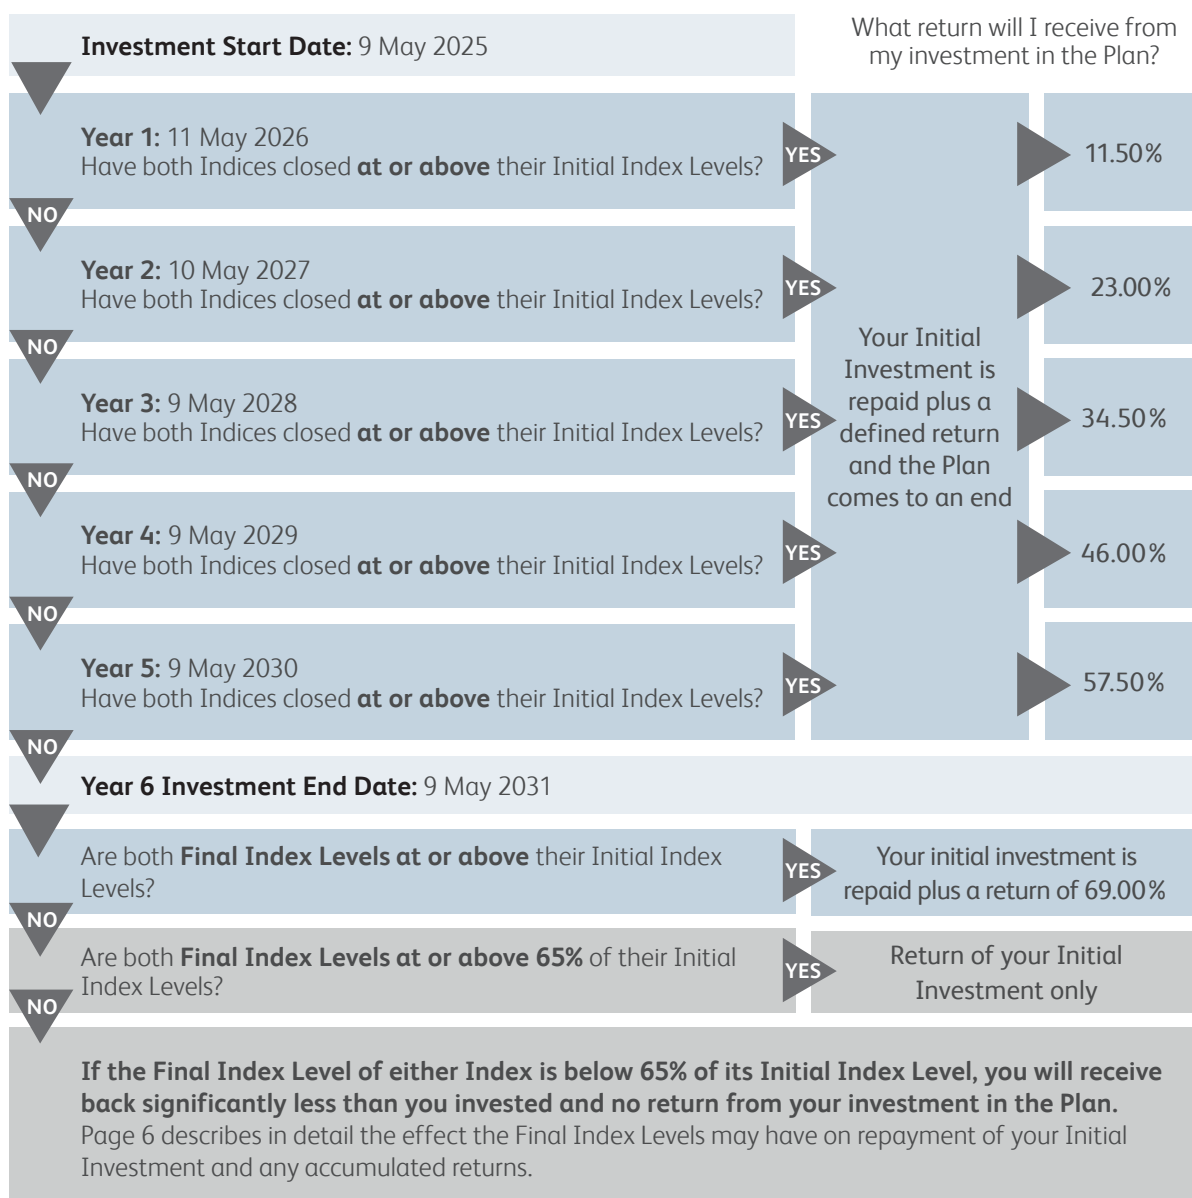 What return will I receive from
my investment in the Plan?
Investment Start Date: 9 May 2025
Year 1: 11 May 2026
Have both Indices closed at or above their Initial Index Levels?
YES
11.50%
NO
Year 2: 10 May 2027
Have both Indices closed at or above their Initial Index Levels?
YES
23.00%
NO
Year 3: 9 May 2028
Have both Indices closed at or above their Initial Index Levels?
YES
Your Initial
Investment is
repaid plus a
defined return
and the Plan
comes to an end
34.50%
NO
Year 4: 9 May 2029
Have both Indices closed at or above their Initial Index Levels?
YES
46.00%
NO
Year 5: 9 May 2030
Have both Indices closed at or above their Initial Index Levels?
YES
57.50%
NO
Year 6 Investment End Date: 9 May 2031
Are both Final Index Levels at or above their Initial Index
Levels?
YES
Your initial investment is
repaid plus a return of 69.00%
NO
Are both Final Index Levels at or above 65% of their Initial
Index Levels?
YES
Return of your Initial
Investment only
NO
If the Final Index Level of either Index is below 65% of its Initial Index Level, you will receive
back significantly less than you invested and no return from your investment in the Plan.
Page 6 describes in detail the effect the Final Index Levels may have on repayment of your Initial
Investment and any accumulated returns.